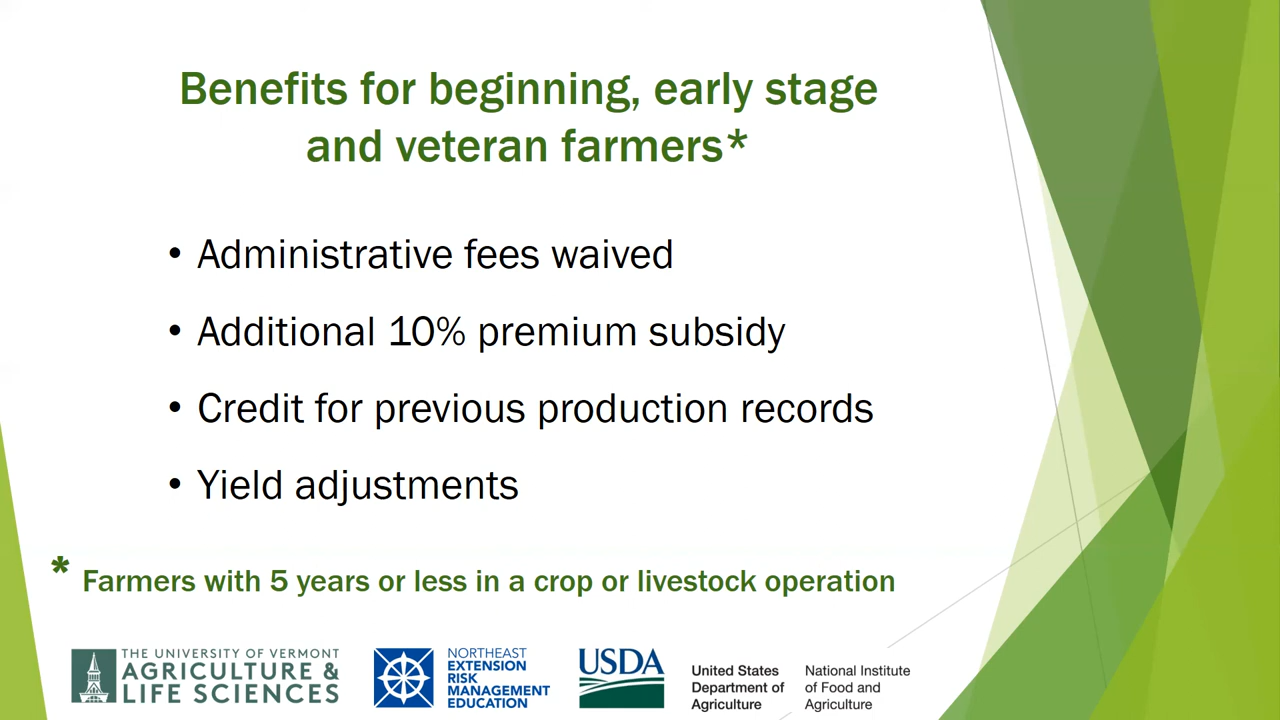 Benefits for beginning, early stage
and veteran farmers*
• Administrative fees waived
• Additional 10% premium subsidy
• Credit for previous production records
• Yield adjustments
* Farmers with 5 years or less in a crop or livestock operation
THE UNIVERSITY OF VERMONT
AGRICULTURE &
LIFE SCIENCES
NORTHEAST
EXTENSION
RISK
MANAGEMENT
EDUCATION
USDA
United States
Department of
Agriculture
National Institute
of Food and
Agriculture